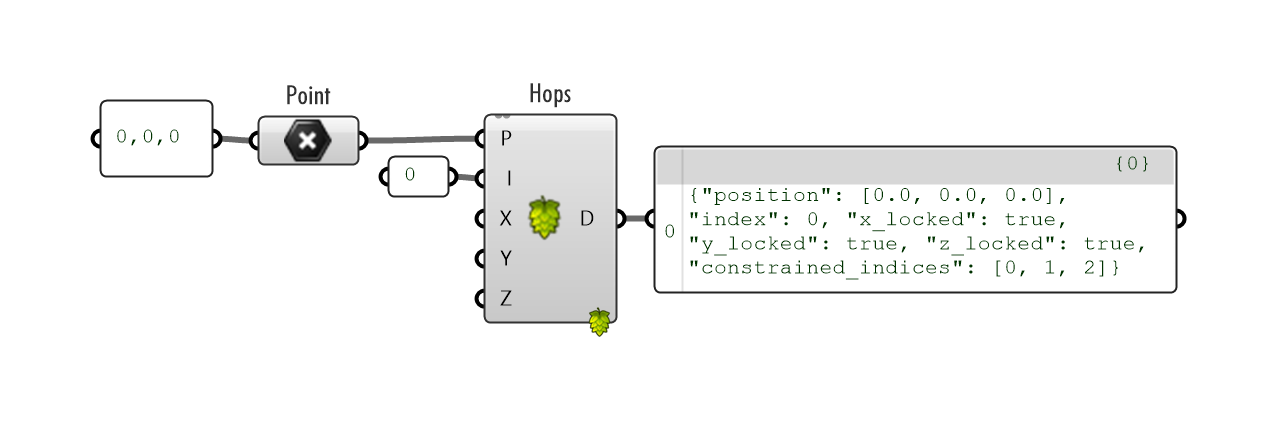 Point
Hops
0,0,0
P
0
I
X
D
Y
Z
{0}
0
{"position": [0.0, 0.0, 0.0],
"index": 0, "x_locked": true,
"y_locked": true, "z_locked": true,
"constrained_indices": [0, 1, 2]}